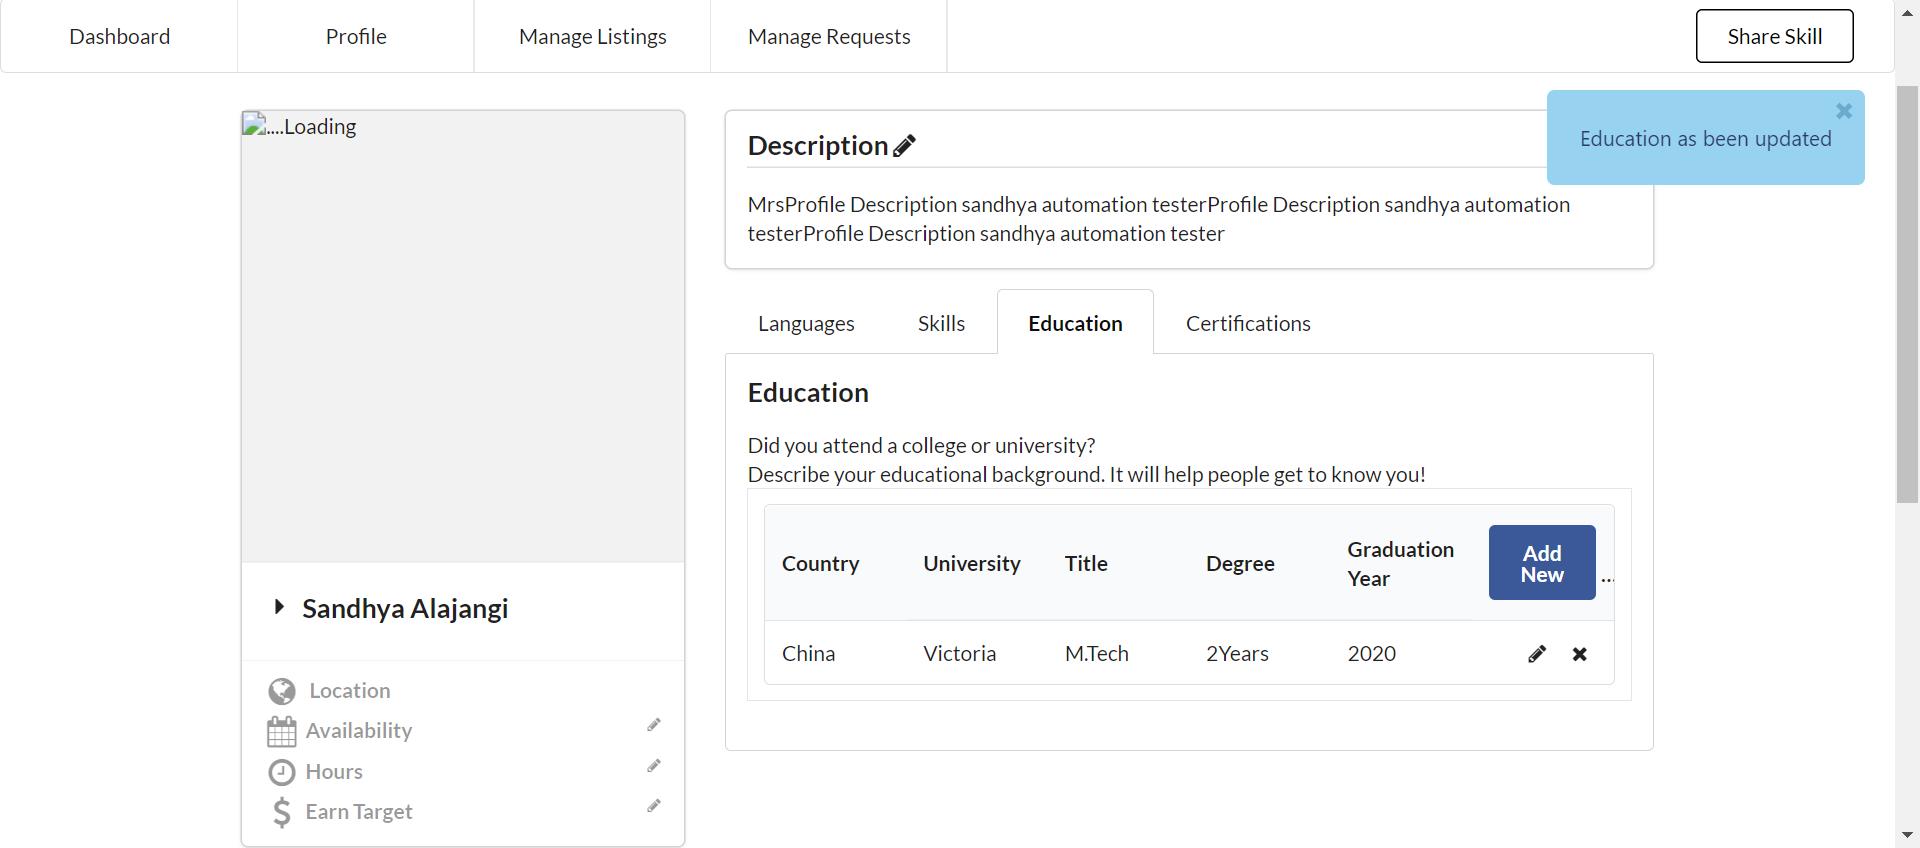 Dashboard
Profile
Manage Listings
Manage Requests
Share Skill
....Loading
Sandhya Alajangi
Location
Availability
Hours
Earn Target
Description
Education as been updated
MrsProfile Description sandhya automation testerProfile Description sandhya automation
testerProfile Description sandhya automation tester
Languages
Skills
Education
Certifications
Education
Did you attend a college or university?
Describe your educational background. It will help people get to know you!
Country
University
Title
Degree
Graduation
Year
Add
New
...
China
Victoria
M.Tech
2Years
2020